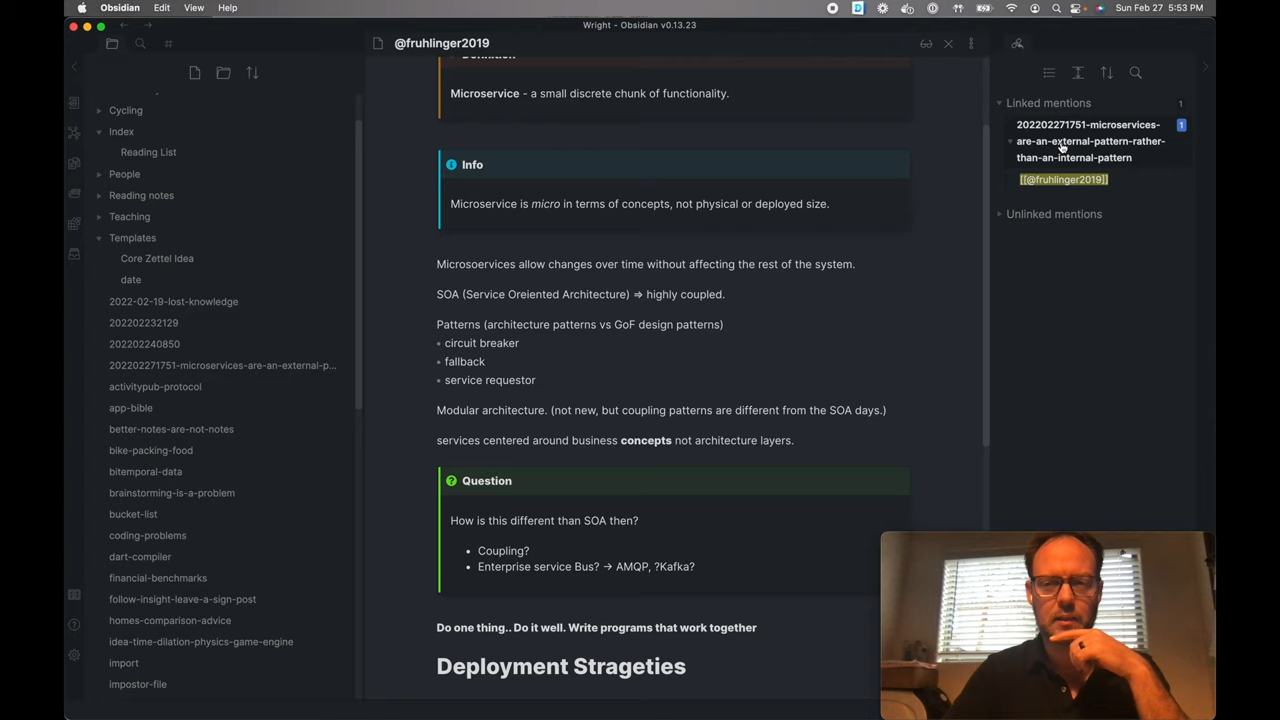 Obsidian File Edit View Help
Sun Feb 27 5:53 PM
Wright - Obsidian v0.13.23
@fruhlinger2019
Cycling
Index
Reading List
People
Reading notes
Teaching
Templates
Core Zettel Idea
date
2022-02-19-lost-knowledge
202202232129
202202240850
202202271751-microservices-are-an-external-p...
activitypub-protocol
app-bible
better-notes-are-not-notes
bike-packing-food
bitemporal-data
brainstorming-is-a-problem
bucket-list
coding-problems
dart-compiler
financial-benchmarks
follow-insight-leave-a-sign-post
homes-comparison-advice
idea-time-dilation-physics-game-engine
import
impostor-file
Definition
Microservice - a small discrete chunk of functionality.
Info
Microservice is micro in terms of concepts, not physical or deployed size.
Microsoervices allow changes over time without affecting the rest of the system.
SOA (Service Oreiented Architecture) => highly coupled.
Patterns (architecture patterns vs GoF design patterns)
• circuit breaker
• fallback
• service requestor
Modular architecture. (not new, but coupling patterns are different from the SOA days.)
services centered around business concepts not architecture layers.
Question
How is this different than SOA then?
• Coupling?
• Enterprise service Bus? -> AMQP, ?Kafka?
Do one thing.. Do it well. Write programs that work together
Deployment Strageties
Linked mentions 1
202202271751-microservices- 1
are-an-external-pattern-rather-
than-an-internal-pattern
[[@fruhlinger2019]]
Unlinked mentions